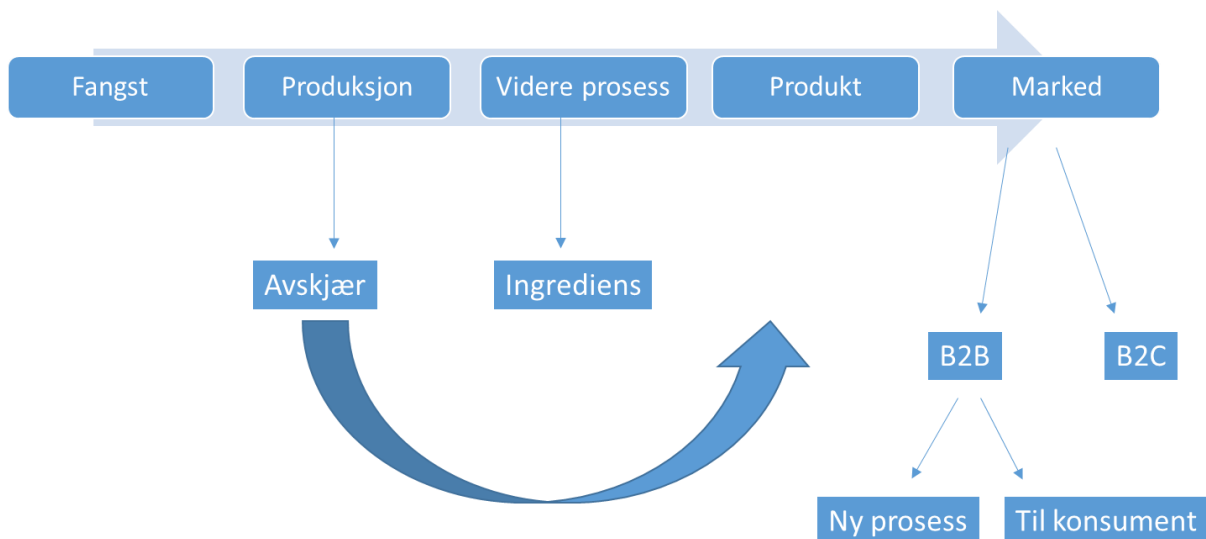 Fangst
Produksjon
Videre prosess
Produkt
Marked
Avskjær
Ingrediens
B2B
B2C
Ny prosess
Til konsument